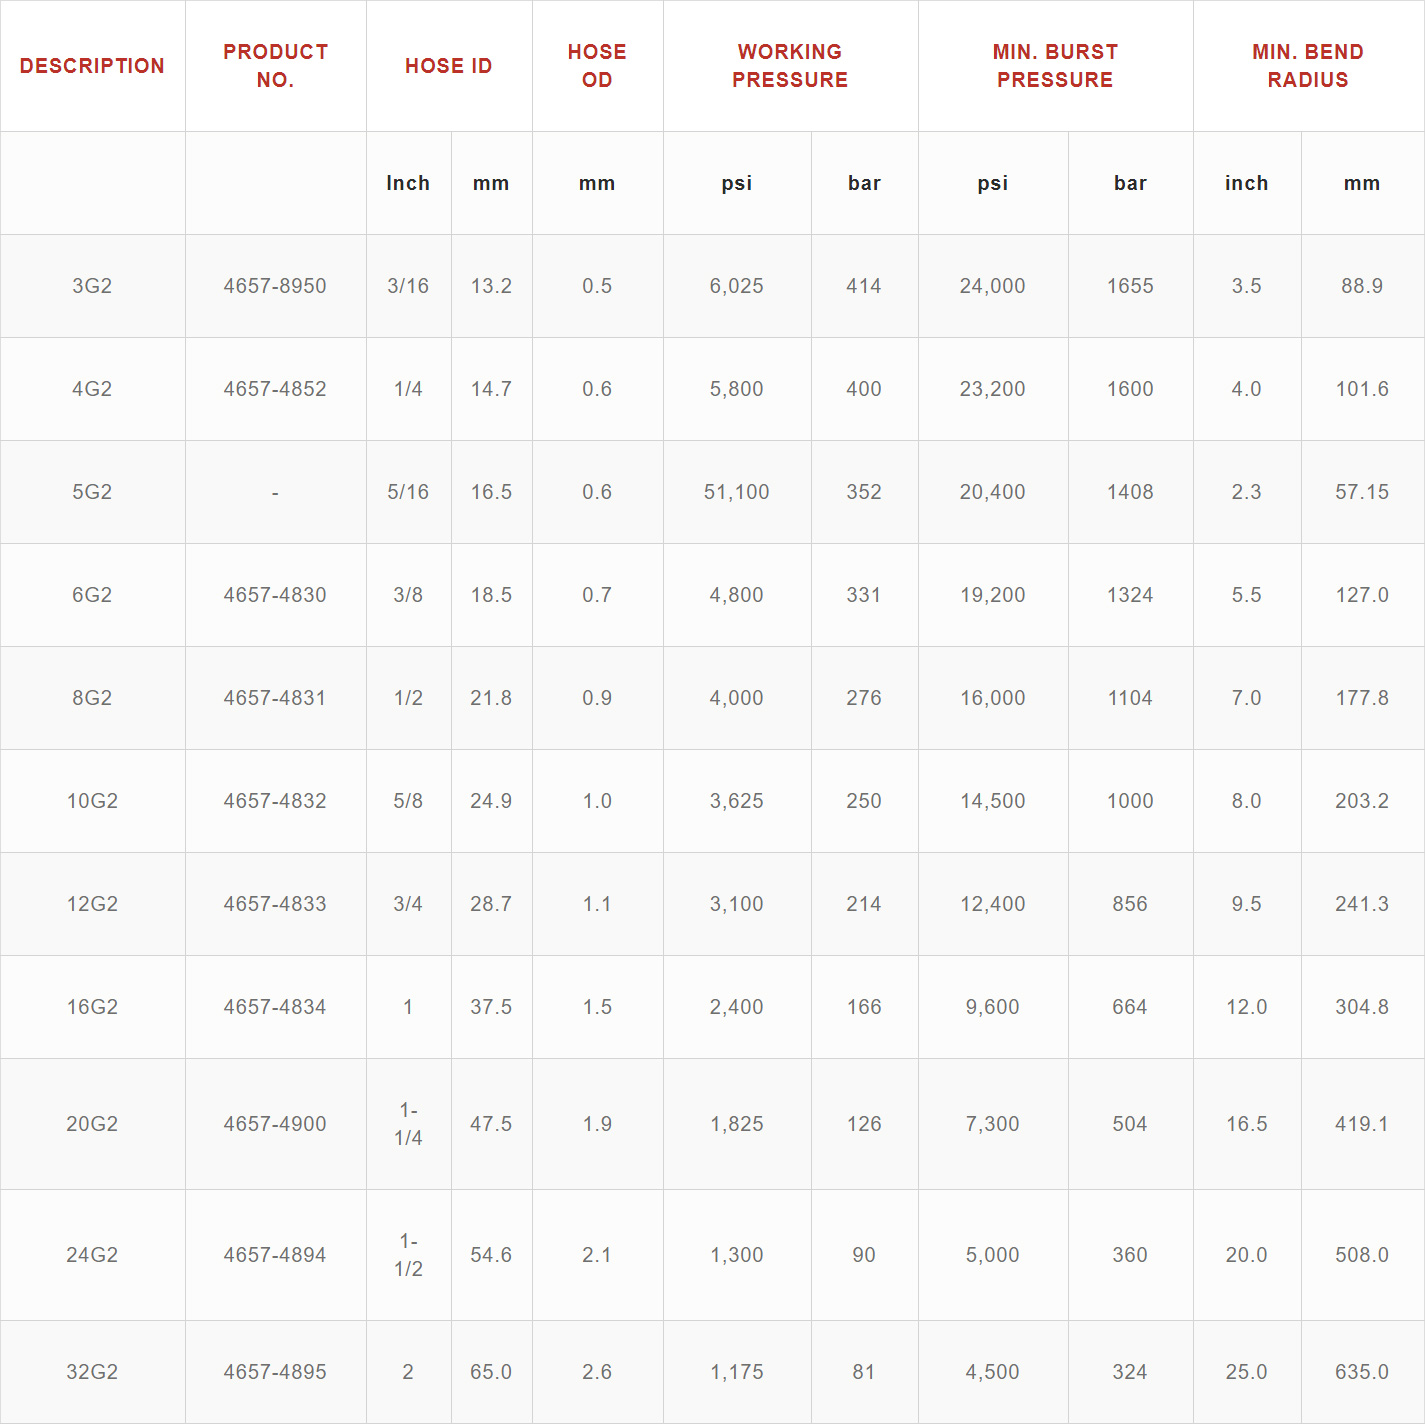 DESCRIPTION PRODUCT NO. HOSE ID HOSE OD WORKING PRESSURE MIN. BURST PRESSURE MIN. BEND RADIUS
Inch mm mm psi bar psi bar inch mm
3G2 4657-8950 3/16 13.2 0.5 6,025 414 24,000 1655 3.5 88.9
4G2 4657-4852 1/4 14.7 0.6 5,800 400 23,200 1600 4.0 101.6
5G2 - 5/16 16.5 0.6 51,100 352 20,400 1408 2.3 57.15
6G2 4657-4830 3/8 18.5 0.7 4,800 331 19,200 1324 5.5 127.0
8G2 4657-4831 1/2 21.8 0.9 4,000 276 16,000 1104 7.0 177.8
10G2 4657-4832 5/8 24.9 1.0 3,625 250 14,500 1000 8.0 203.2
12G2 4657-4833 3/4 28.7 1.1 3,100 214 12,400 856 9.5 241.3
16G2 4657-4834 1 37.5 1.5 2,400 166 9,600 664 12.0 304.8
20G2 4657-4900 1-1/4 47.5 1.9 1,825 126 7,300 504 16.5 419.1
24G2 4657-4894 1-1/2 54.6 2.1 1,300 90 5,000 360 20.0 508.0
32G2 4657-4895 2 65.0 2.6 1,175 81 4,500 324 25.0 635.0